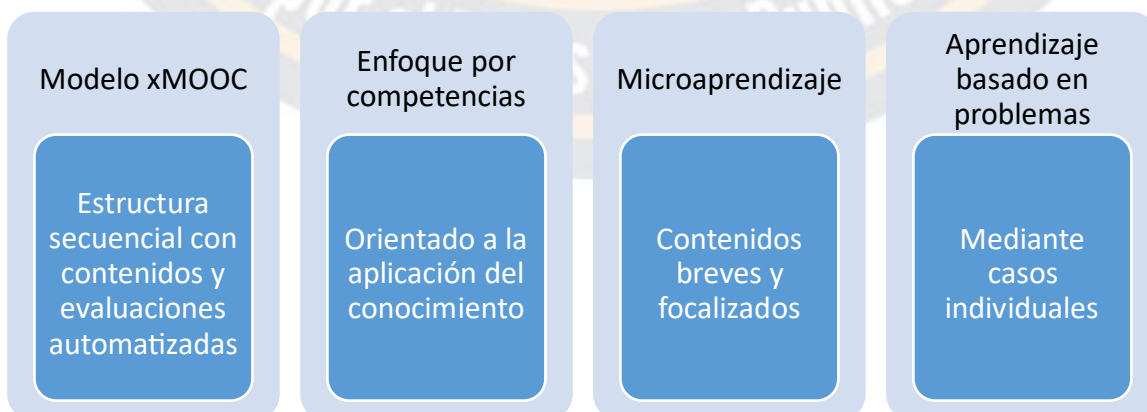 Modelo xMOOC
Estructura
secuencial con
contenidos y
evaluaciones
automatizadas
Enfoque por
competencias
Orientado a la
aplicación del
conocimiento
Microaprendizaje
Contenidos
breves y
focalizados
Aprendizaje
basado en
problemas
Mediante
casos
individuales